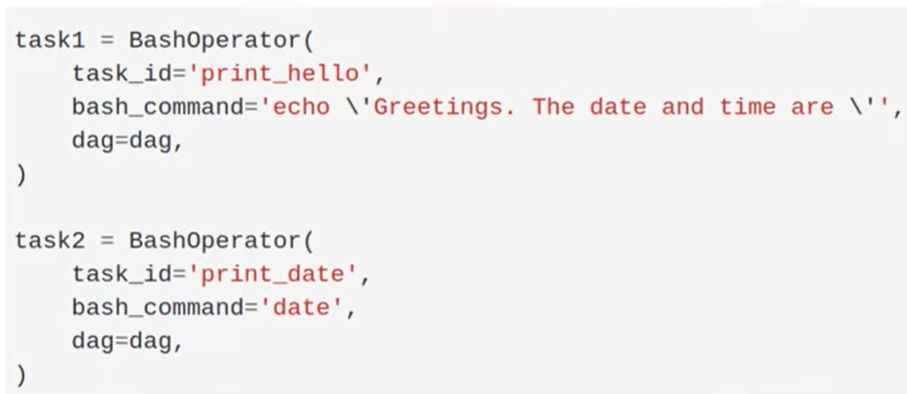 task1 = BashOperator(
    task_id='print_hello',
    bash_command='echo \'Greetings. The date and time are \'',
    dag=dag,
)
task2 = BashOperator(
    task_id='print_date',
    bash_command='date',
    dag=dag,
)